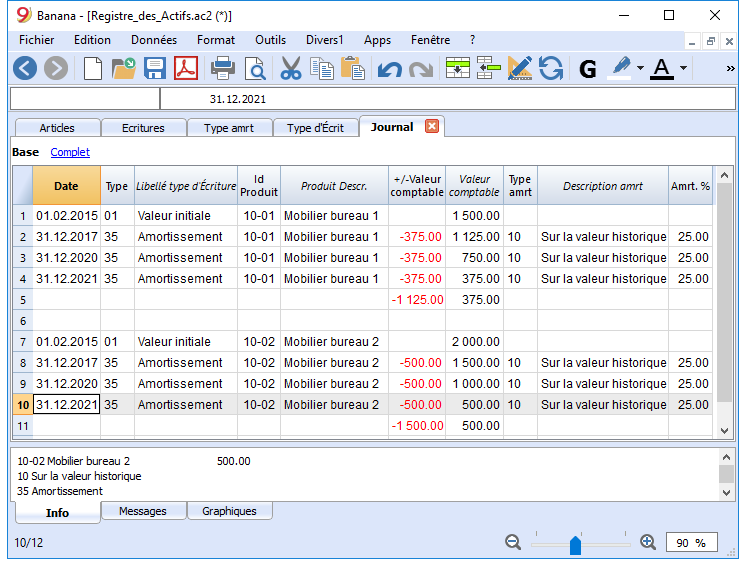 Banana - [Registre_des_Actifs.ac2 (*)]
Fichier Edition Données Format Outils Divers1 Apps Fenêtre ?
G A »
31.12.2021
Articles Ecritures Type amrt Type d'Écrit Journal
Base Complet
Date Type Libellé type d'Écriture Id Produit Produit Descr. +/-Valeur comptable Valeur comptable Type amrt Description amrt Amrt. %
1 01.02.2015 01 Valeur initiale 10-01 Mobilier bureau 1 1 500.00
2 31.12.2017 35 Amortissement 10-01 Mobilier bureau 1 -375.00 1 125.00 10 Sur la valeur historique 25.00
3 31.12.2020 35 Amortissement 10-01 Mobilier bureau 1 -375.00 750.00 10 Sur la valeur historique 25.00
4 31.12.2021 35 Amortissement 10-01 Mobilier bureau 1 -375.00 375.00 10 Sur la valeur historique 25.00
5 -1 125.00 375.00
6
7 01.02.2015 01 Valeur initiale 10-02 Mobilier bureau 2 2 000.00
8 31.12.2017 35 Amortissement 10-02 Mobilier bureau 2 -500.00 1 500.00 10 Sur la valeur historique 25.00
9 31.12.2020 35 Amortissement 10-02 Mobilier bureau 2 -500.00 1 000.00 10 Sur la valeur historique 25.00
10 31.12.2021 35 Amortissement 10-02 Mobilier bureau 2 -500.00 500.00 10 Sur la valeur historique 25.00
11 -1 500.00 500.00
10-02 Mobilier bureau 2 500.00
10 Sur la valeur historique
35 Amortissement
Info Messages Graphiques
10/12 90 %